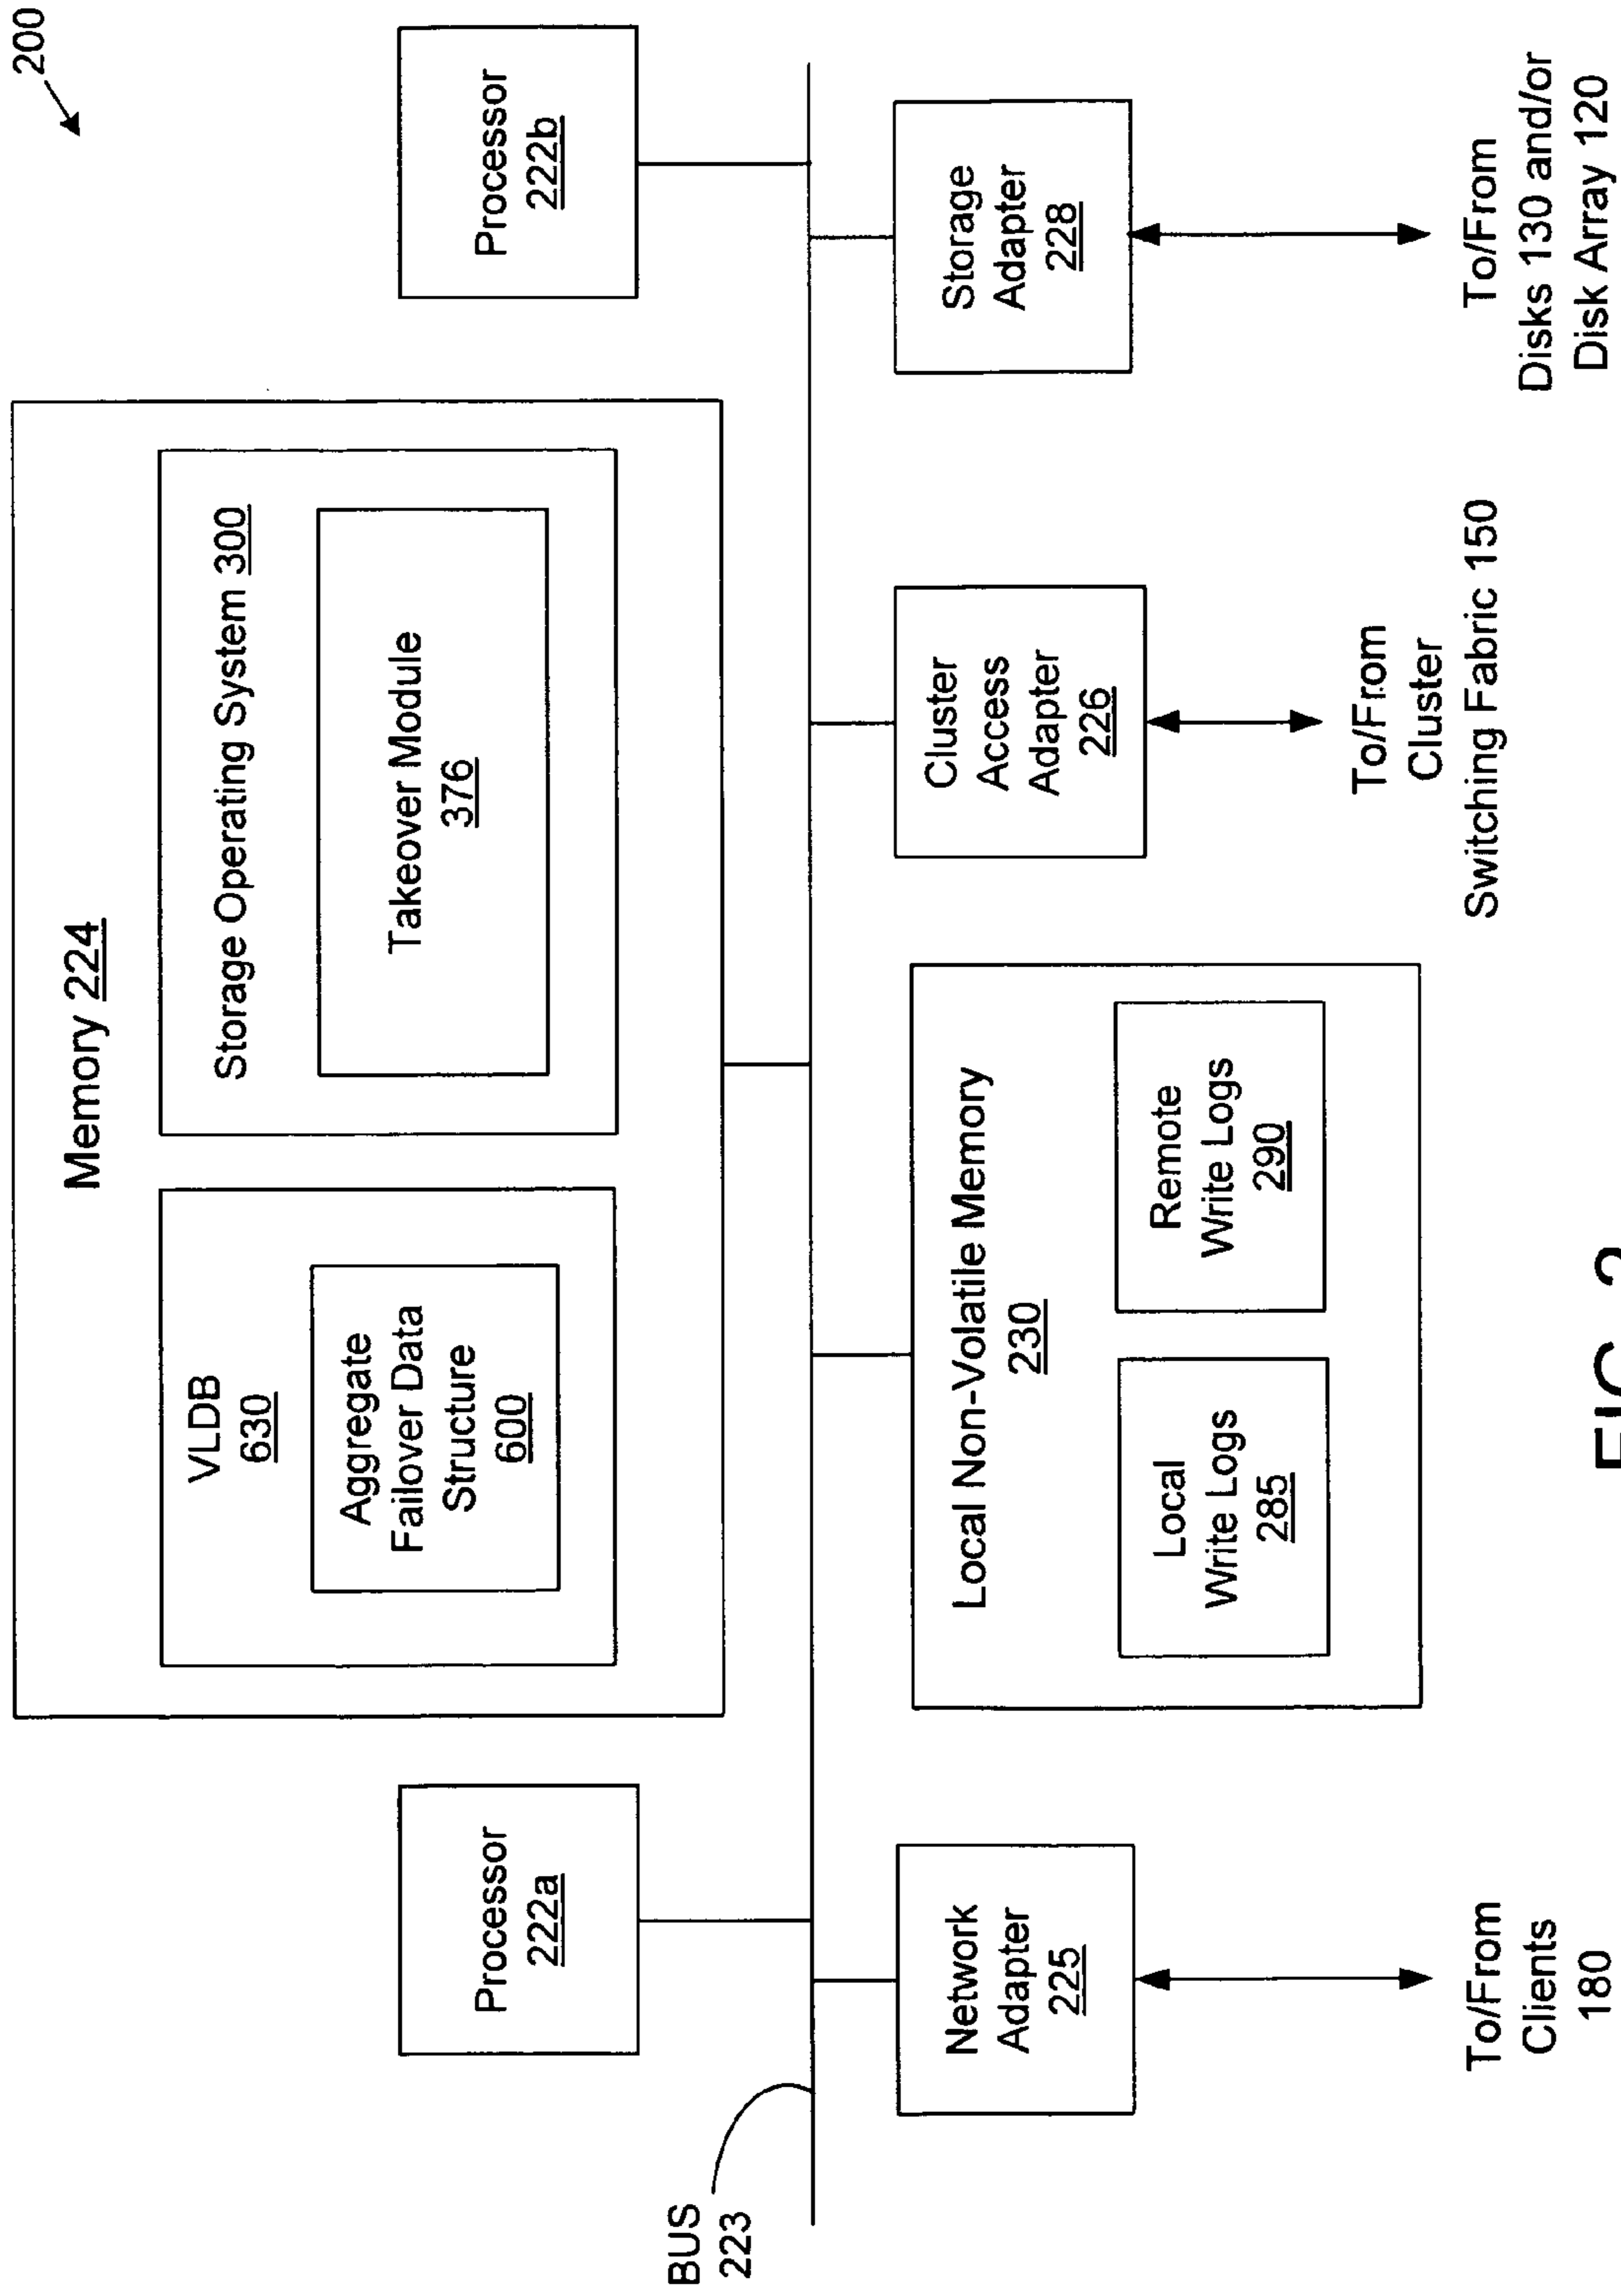 200
Processor
222a
Memory 224
VLDB
630
Aggregate
Failover Data
Structure
600
Storage Operating System 300
Takeover Module
376
Processor
222b
BUS
223
Network
Adapter
225
Local Non-Volatile Memory
230
Local
Write Logs
285
Remote
Write Logs
290
Cluster
Access
Adapter
226
Storage
Adapter
228
To/From
Clients
180
To/From
Cluster
Switching Fabric 150
To/From
Disks 130 and/or
Disk Array 120